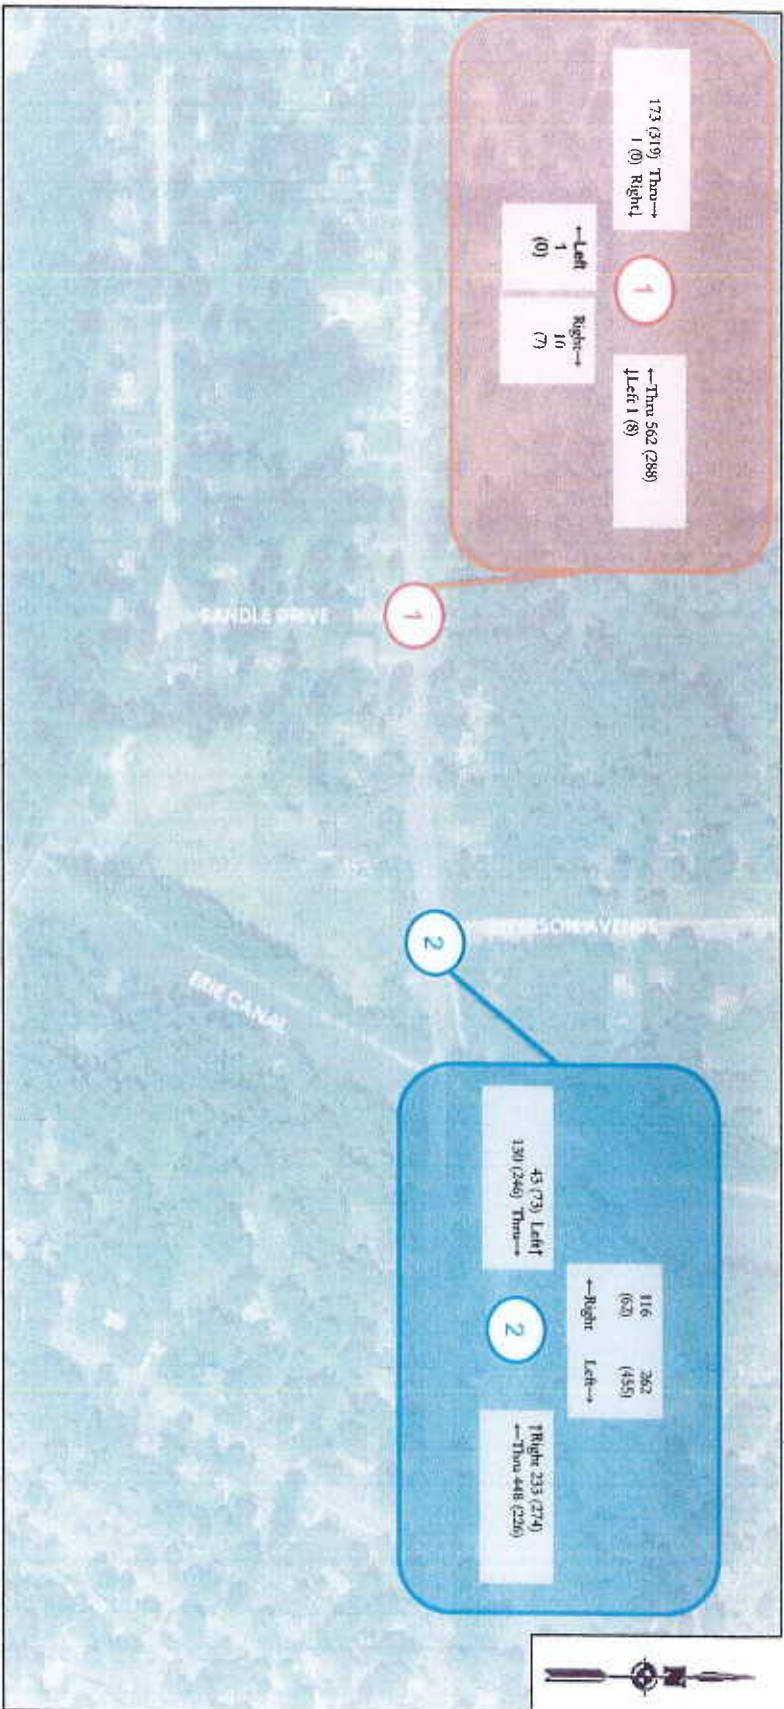 173 (319) Thru→
1 (0) Right↓
1
←Thru 562 (288)
↓Left 1 (8)
←Left
1
(0)
Right→
10
(7)
ROAD
SANDLE DRIVE
1
2
ERIE CANAL
116
(62)
←Right
262
(455)
Left→
43 (73) Left↑
130 (246) Thru→
2
↑Right 233 (274)
←Thru 448 (226)
N